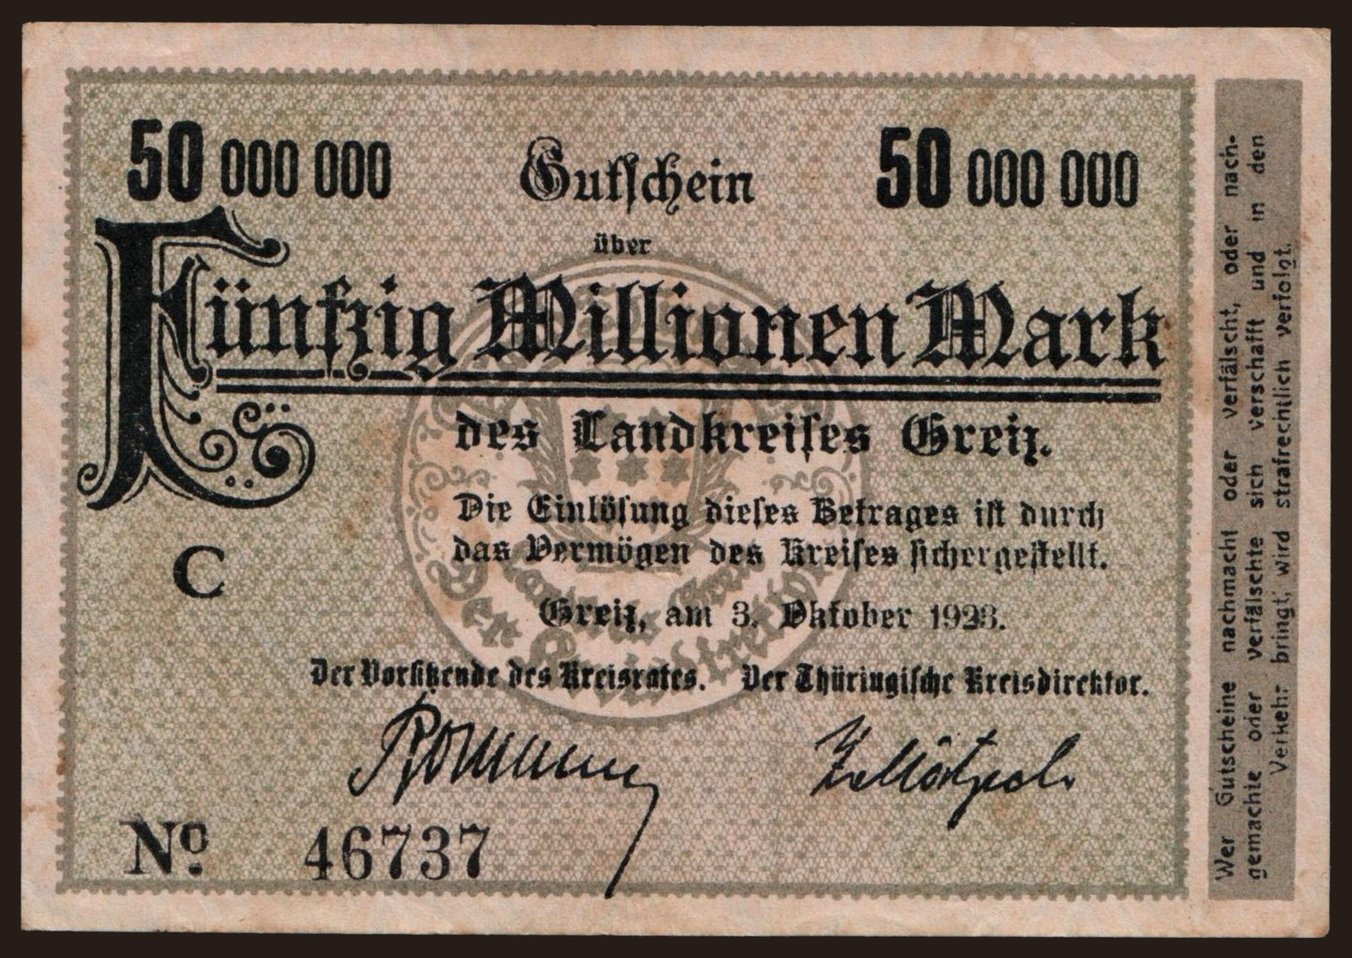 50 000 000
Gutschein
50 000 000
über
Fünfzig Millionen Mark
des Landkreises Greiz.
Die Einlösung dieses Betrages ist durch
das Vermögen des Kreises sichergestellt.
C
Greiz, am 3. Oktober 1923.
Der Vorsitzende des Kreisrates. Der Thüringische Kreisdirektor.
No. 46737
Wer Gutscheine nachmacht oder verfälscht, oder nach-
gemachte oder verfälschte sich verschafft und in den
Verkehr bringt, wird strafrechtlich verfolgt.